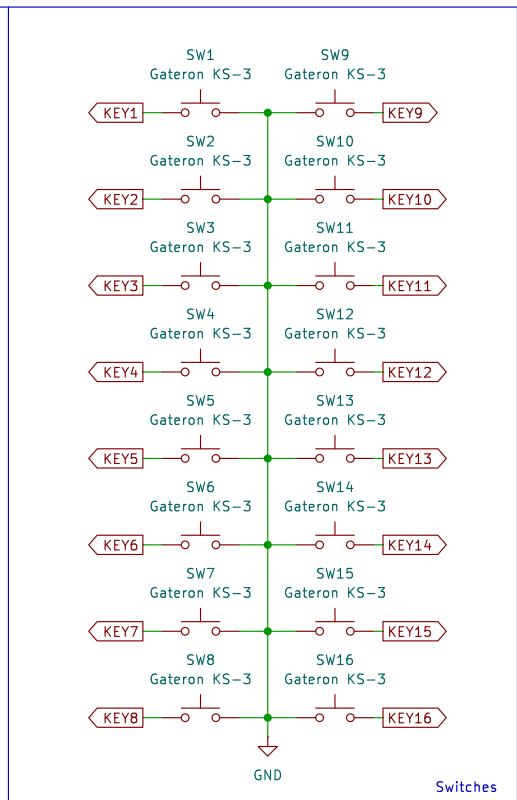 SW1 SW9
Gateron KS-3 Gateron KS-3
KEY1 KEY9
SW2 SW10
Gateron KS-3 Gateron KS-3
KEY2 KEY10
SW3 SW11
Gateron KS-3 Gateron KS-3
KEY3 KEY11
SW4 SW12
Gateron KS-3 Gateron KS-3
KEY4 KEY12
SW5 SW13
Gateron KS-3 Gateron KS-3
KEY5 KEY13
SW6 SW14
Gateron KS-3 Gateron KS-3
KEY6 KEY14
SW7 SW15
Gateron KS-3 Gateron KS-3
KEY7 KEY15
SW8 SW16
Gateron KS-3 Gateron KS-3
KEY8 KEY16
GND
Switches